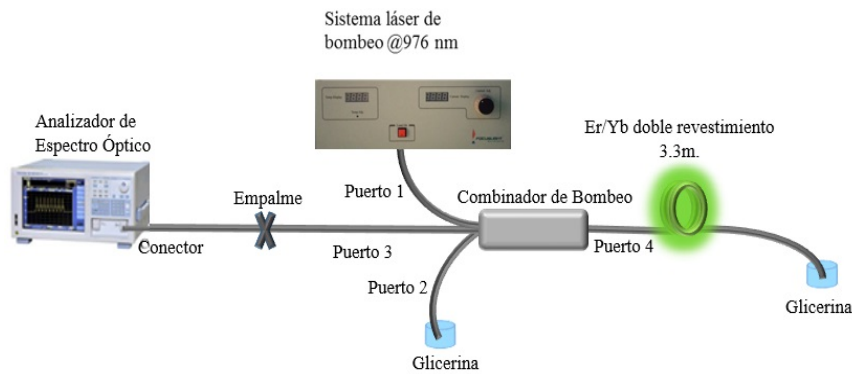 Sistema láser de
bombeo @976 nm
Analizador de
Espectro Óptico
Er/Yb doble revestimiento
3.3m.
Puerto 1
Empalme
Combinador de Bombeo
Conector
Puerto 3
Puerto 4
Puerto 2
Glicerina
Glicerina